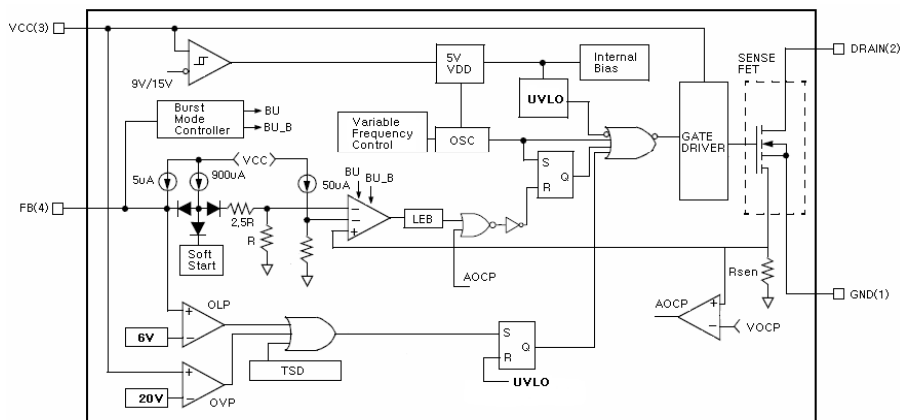 VCC(3)
DRAIN(2)
9V/15V
5V
VDD
Internal
Bias
SENSE
FET
UVLO
Burst
Mode
Controller
BU
BU_B
Variable
Frequency
Control
OSC
GATE
DRIVER
VCC
5uA
900uA
50uA
BU
BU_B
S
Q
R
FB(4)
2,5R
R
LEB
Soft
Start
AOCP
Rsen
GND(1)
AOCP
VOCP
OLP
6V
TSD
S
Q
R
UVLO
20V
OVP